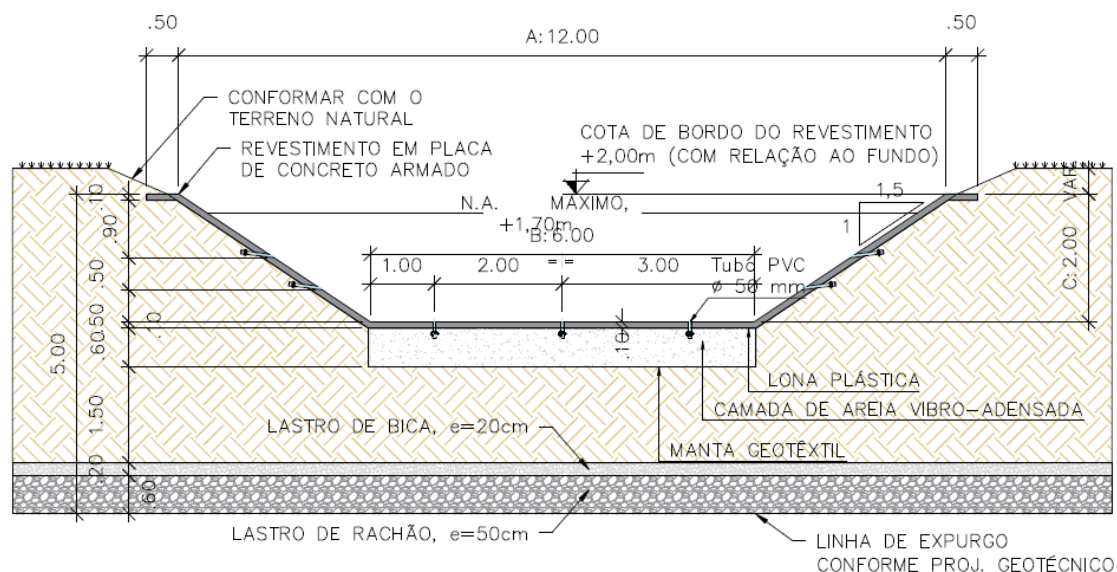 .50
.50
A:12.00
CONFORMAR COM O
TERRENO NATURAL
REVESTIMENTO EM PLACA
DE CONCRETO ARMADO
COTA DE BORDO DO REVESTIMENTO
+2,00m (COM RELAÇÃO AO FUNDO)
N.A. MÁXIMO,
+1,70m
B:6.00
1,5
1
VAR
C: 2.00
1.00
2.00
= =
3.00
Tubo PVC
ø 50 mm
.10
.90
.50
.50
.10
.60
.10
5.00
1.50
.20
.60
LONA PLÁSTICA
CAMADA DE AREIA VIBRO-ADENSADA
LASTRO DE BICA, e=20cm
MANTA GEOTÊXTIL
LASTRO DE RACHÃO, e=50cm
LINHA DE EXPURGO
CONFORME PROJ. GEOTÉCNICO